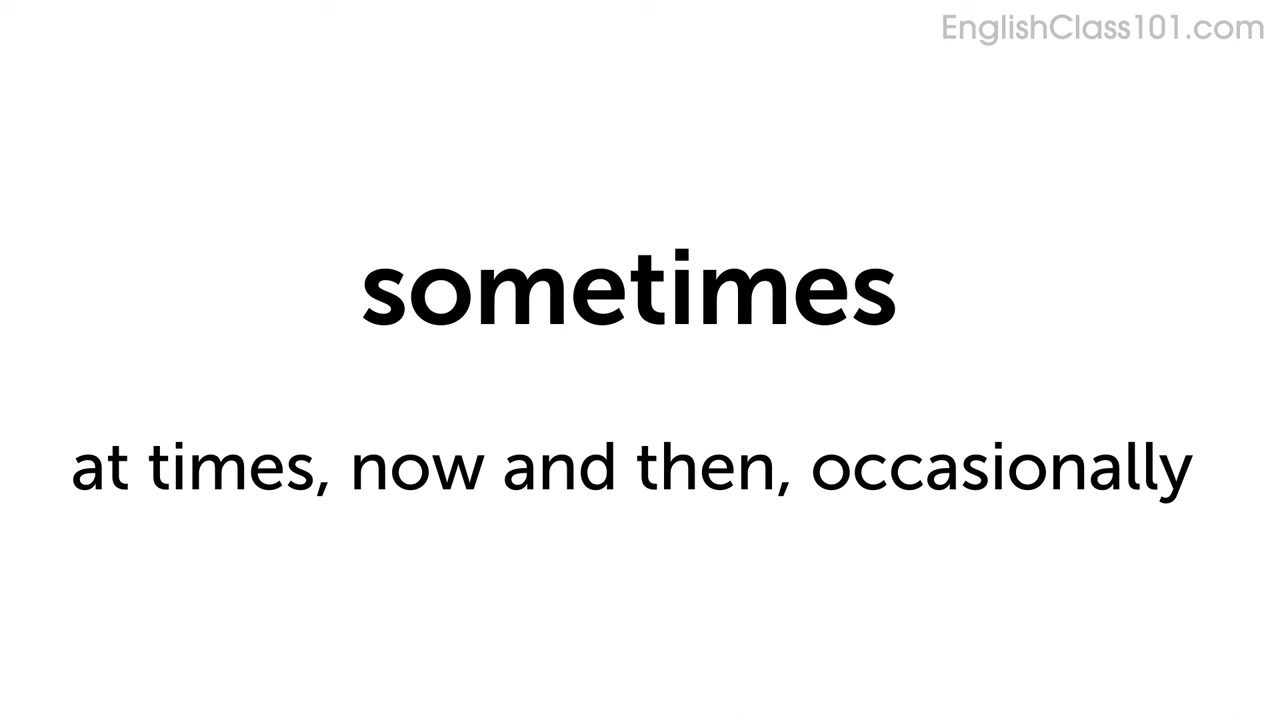 EnglishClass101.com
sometimes
at times, now and then, occasionally